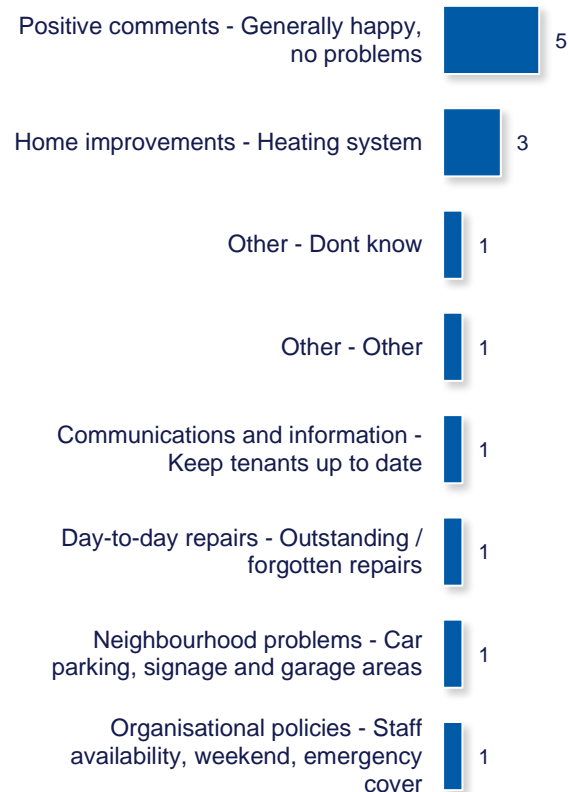 Positive comments - Generally happy,
no problems
5
Home improvements - Heating system
3
Other - Dont know
1
Other - Other
1
Communications and information -
Keep tenants up to date
1
Day-to-day repairs - Outstanding /
forgotten repairs
1
Neighbourhood problems - Car
parking, signage and garage areas
1
Organisational policies - Staff
availability, weekend, emergency
cover
1